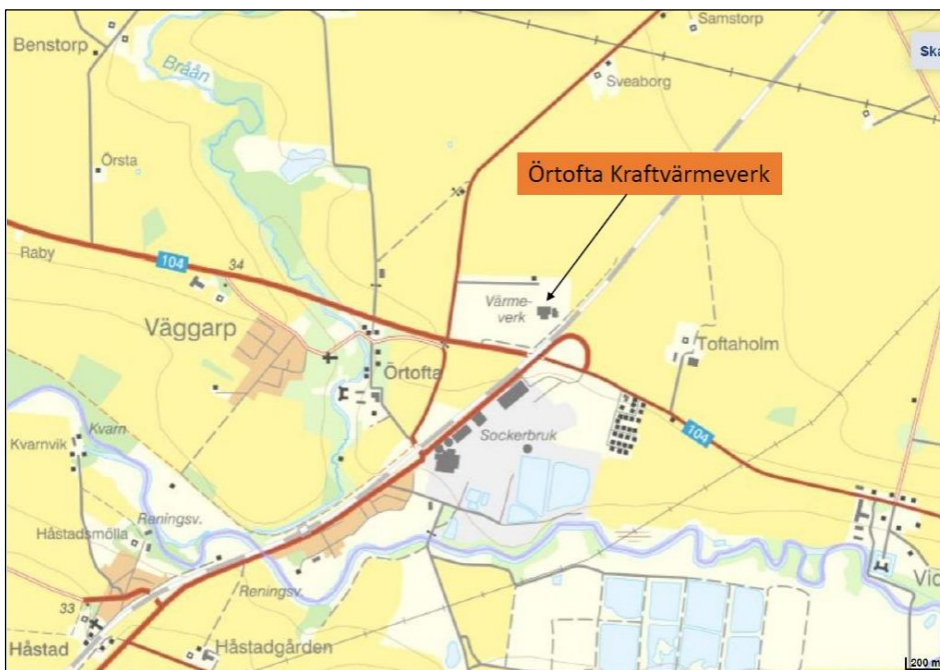 Samstorp
Benstorp
Ska
Bråån
Sveaborg
Örsta
Örtofta Kraftvärmeverk
Raby
104
34
Värme-
verk
Väggarp
Toftaholm
Örtofta
Kvarnvik
Kvarn
Sockerbruk
104
Håstadsmölla
Reningsv.
Vid
Reningsv.
33
Håstad
Håstadgården
200 m